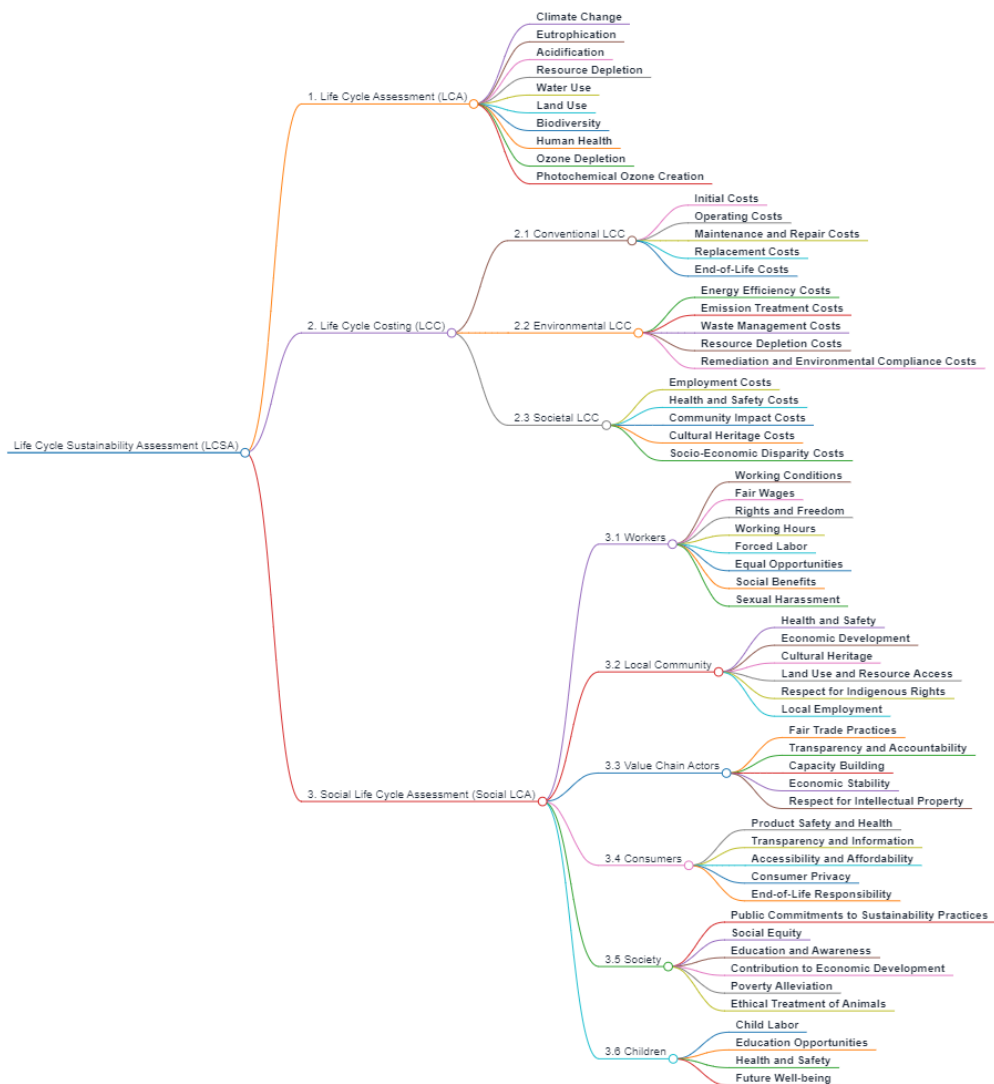 Life Cycle Sustainability Assessment (LCSA)
1. Life Cycle Assessment (LCA)
Climate Change
Eutrophication
Acidification
Resource Depletion
Water Use
Land Use
Biodiversity
Human Health
Ozone Depletion
Photochemical Ozone Creation
2. Life Cycle Costing (LCC)
2.1 Conventional LCC
Initial Costs
Operating Costs
Maintenance and Repair Costs
Replacement Costs
End-of-Life Costs
2.2 Environmental LCC
Energy Efficiency Costs
Emission Treatment Costs
Waste Management Costs
Resource Depletion Costs
Remediation and Environmental Compliance Costs
2.3 Societal LCC
Employment Costs
Health and Safety Costs
Community Impact Costs
Cultural Heritage Costs
Socio-Economic Disparity Costs
3. Social Life Cycle Assessment (Social LCA)
3.1 Workers
Working Conditions
Fair Wages
Rights and Freedom
Working Hours
Forced Labor
Equal Opportunities
Social Benefits
Sexual Harassment
3.2 Local Community
Health and Safety
Economic Development
Cultural Heritage
Land Use and Resource Access
Respect for Indigenous Rights
Local Employment
3.3 Value Chain Actors
Fair Trade Practices
Transparency and Accountability
Capacity Building
Economic Stability
Respect for Intellectual Property
3.4 Consumers
Product Safety and Health
Transparency and Information
Accessibility and Affordability
Consumer Privacy
End-of-Life Responsibility
3.5 Society
Public Commitments to Sustainability Practices
Social Equity
Education and Awareness
Contribution to Economic Development
Poverty Alleviation
Ethical Treatment of Animals
3.6 Children
Child Labor
Education Opportunities
Health and Safety
Future Well-being